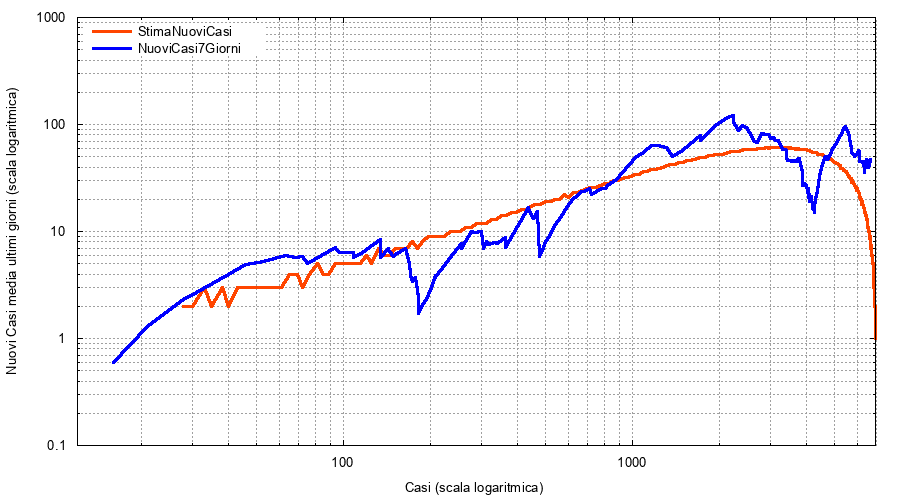 1000
StimaNuoviCasi
NuoviCasi7Giorni
100
10
1
0.1
Nuovi Casi media ultimi giorni (scala logaritmica)
100
1000
Casi (scala logaritmica)